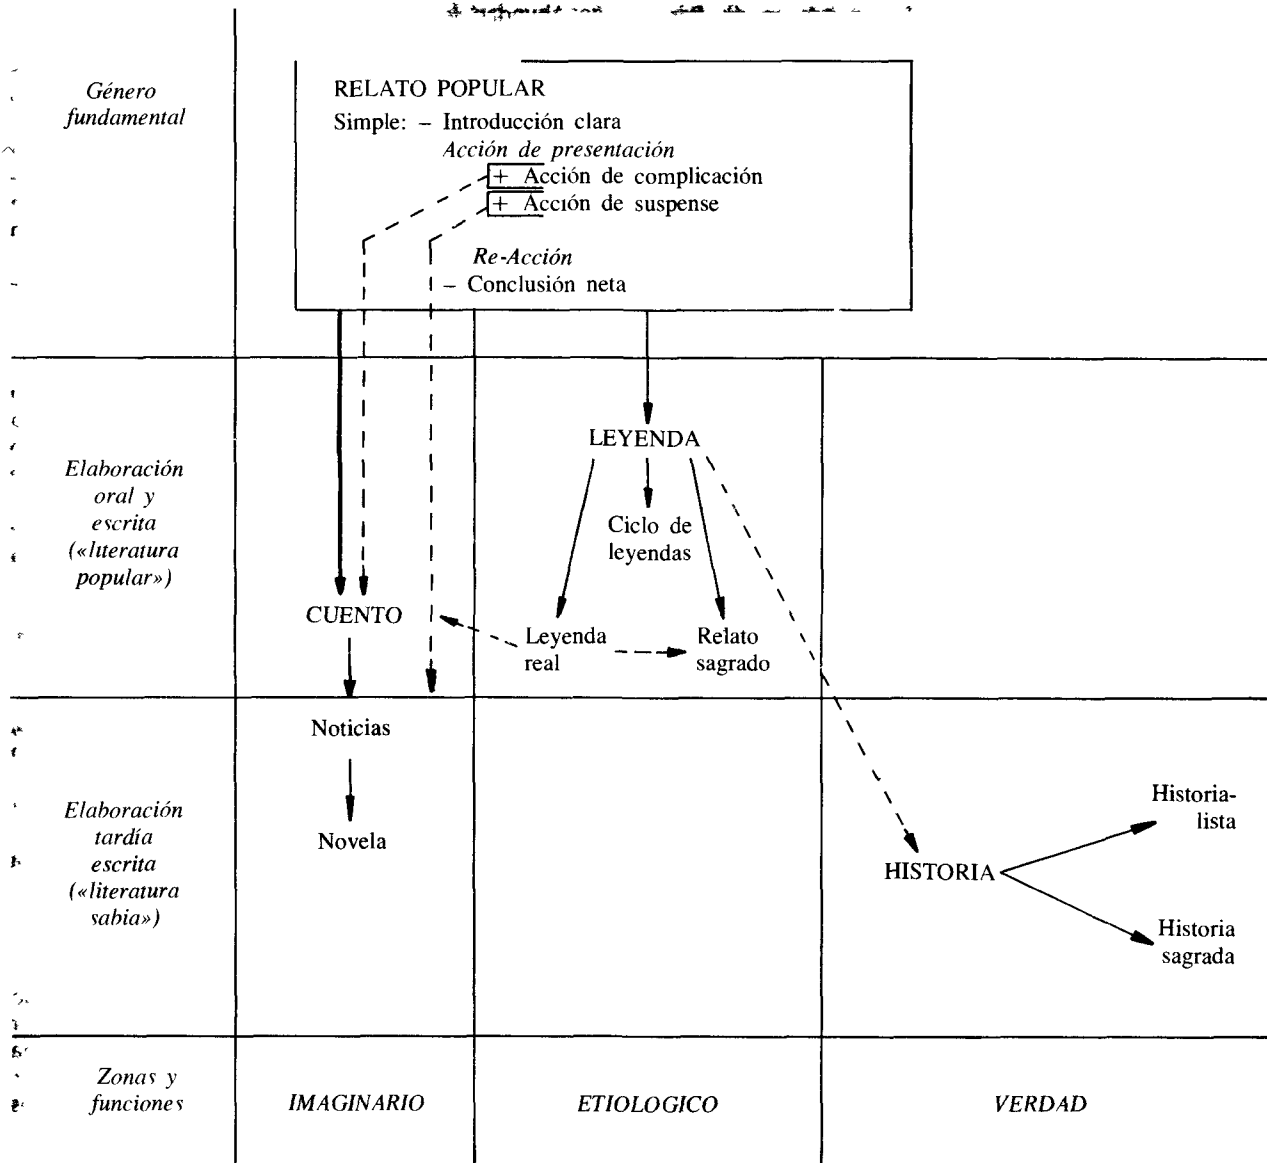 Género
fundamental
RELATO POPULAR
Simple: – Introducción clara
Acción de presentación
+ Acción de complicación
+ Acción de suspense
Re-Acción
– Conclusión neta
Elaboración
oral y
escrita
(«literatura
popular»)
LEYENDA
Ciclo de
leyendas
CUENTO
Leyenda
real
Relato
sagrado
Elaboración
tardía
escrita
(«literatura
sabia»)
Noticias
Novela
HISTORIA
Historia-
lista
Historia
sagrada
Zonas y
funciones
IMAGINARIO
ETIOLOGICO
VERDAD